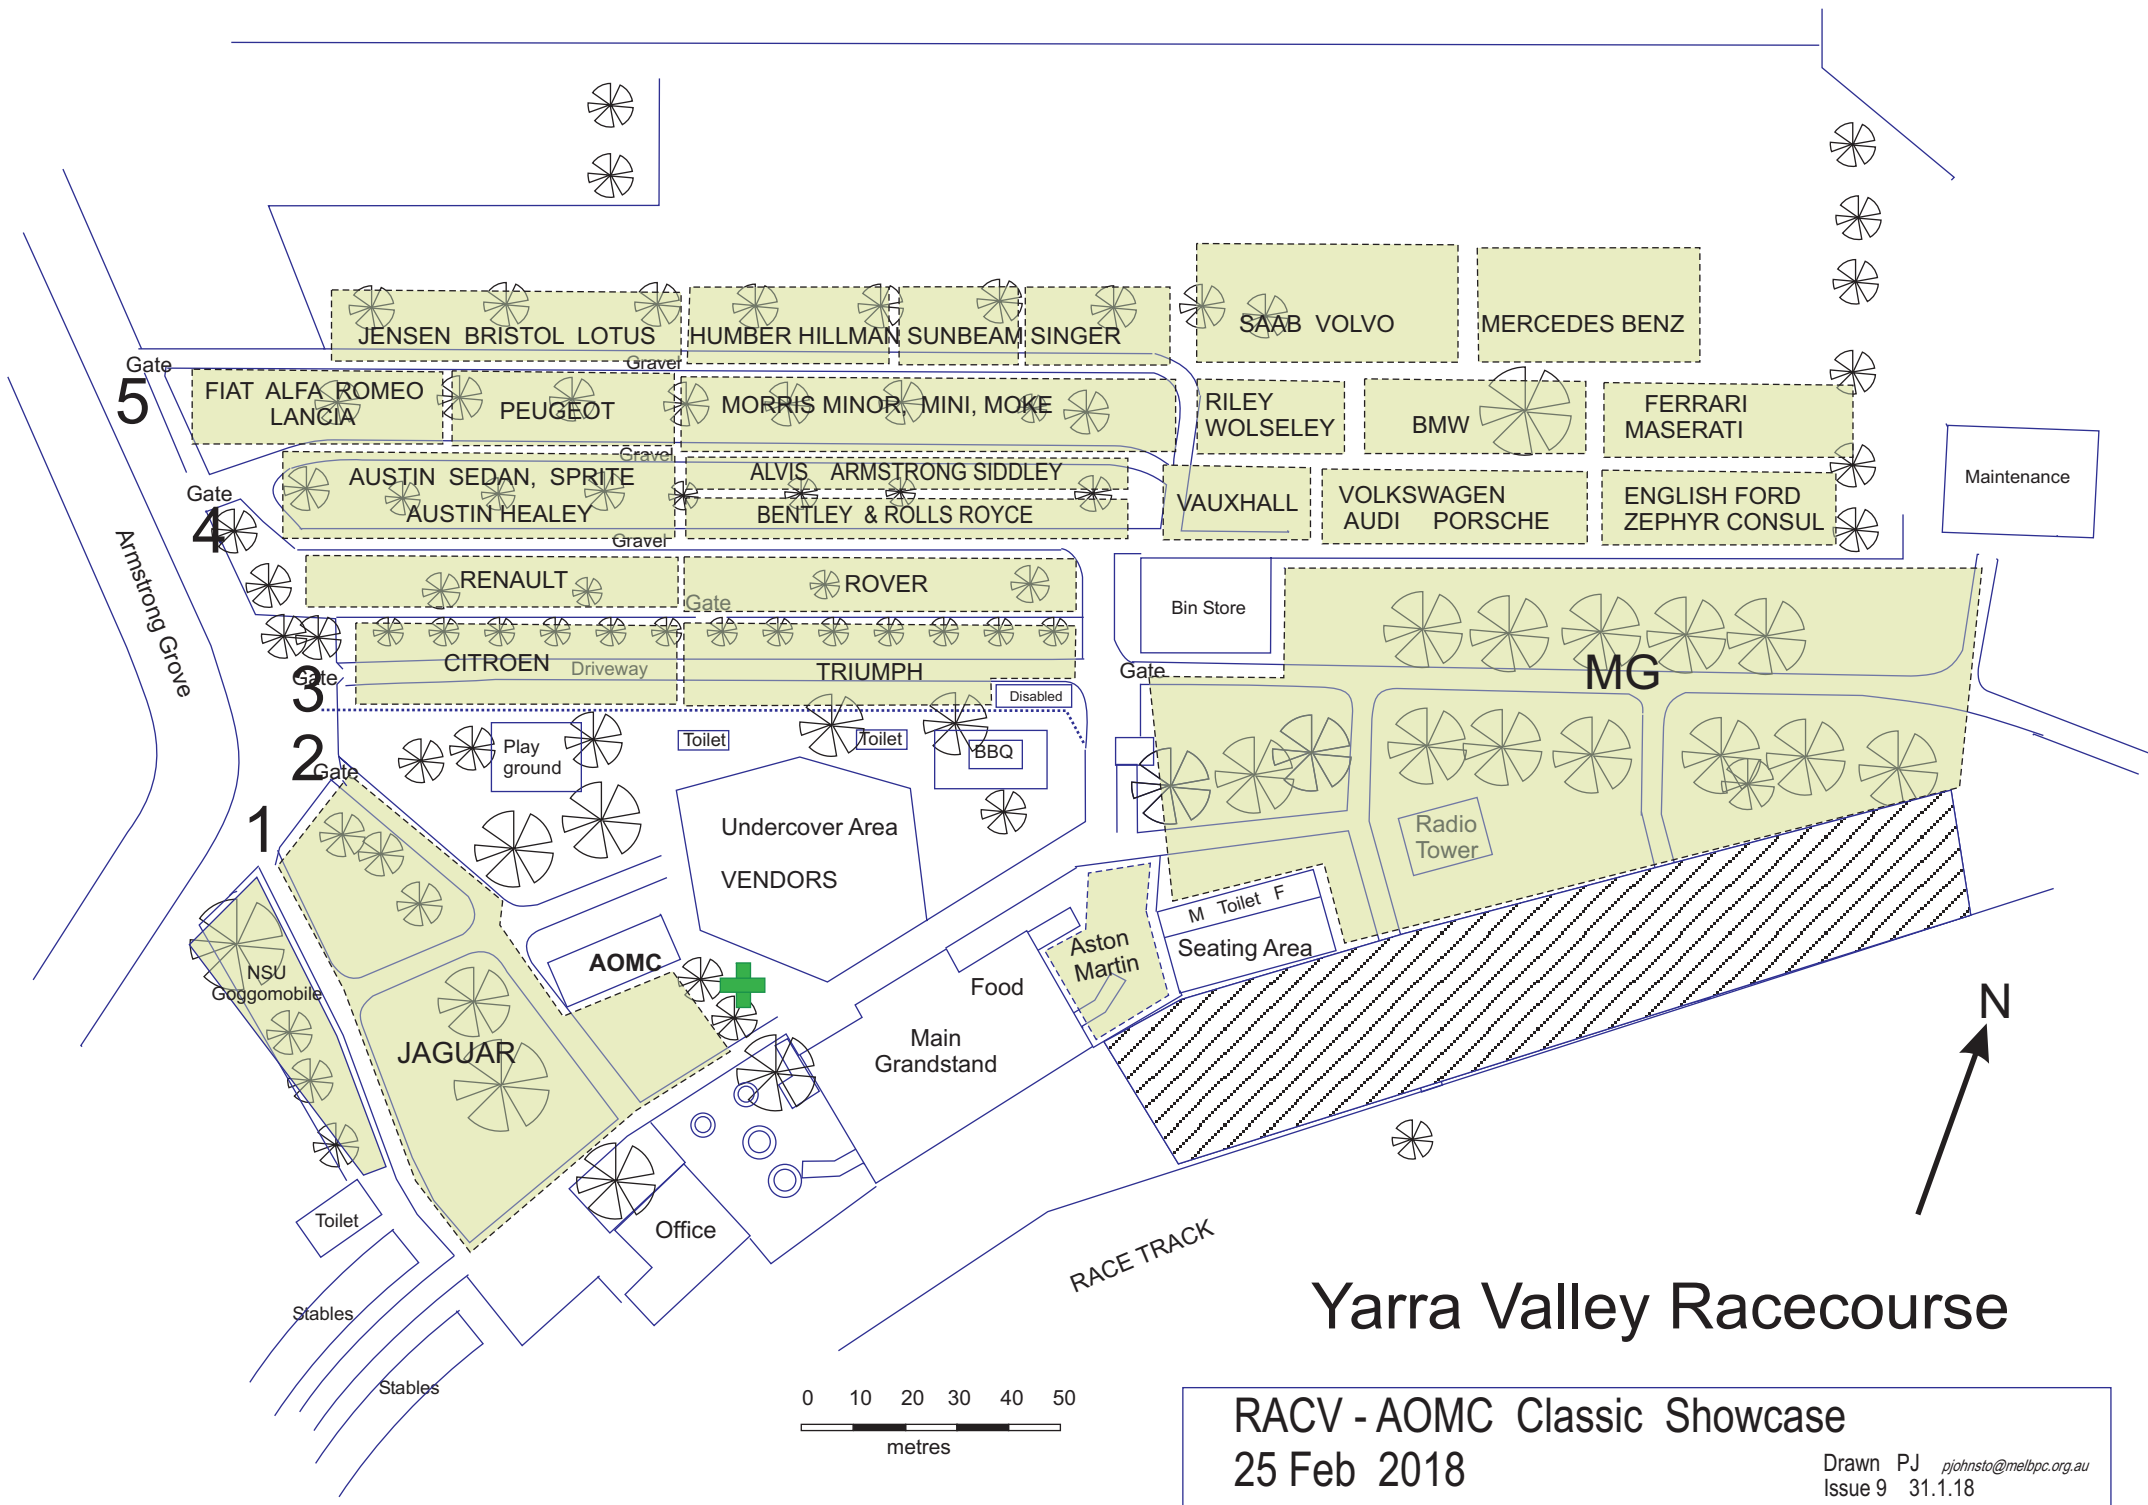 JENSEN BRISTOL LOTUS
HUMBER HILLMAN
SUNBEAM
SINGER
SAAB VOLVO
MERCEDES BENZ
Gate
5
Gravel
FIAT ALFA ROMEO
LANCIA
PEUGEOT
MORRIS MINOR, MINI, MOKE
RILEY
WOLSELEY
BMW
FERRARI
MASERATI
Gravel
AUSTIN SEDAN, SPRITE
AUSTIN HEALEY
ALVIS ARMSTRONG SIDDLEY
BENTLEY & ROLLS ROYCE
VAUXHALL
VOLKSWAGEN
AUDI PORSCHE
ENGLISH FORD
ZEPHYR CONSUL
Maintenance
Gate
4
Gravel
Armstrong Grove
RENAULT
ROVER
Gate
Bin Store
CITROEN
Driveway
TRIUMPH
Gate
MG
Gate
3
Disabled
2
Gate
Play
ground
Toilet
Toilet
BBQ
1
Undercover Area
VENDORS
Radio
Tower
M Toilet F
Seating Area
Aston
Martin
AOMC
NSU
Goggomobile
Food
Main
Grandstand
JAGUAR
N
Toilet
Office
Stables
Stables
RACE TRACK
Yarra Valley Racecourse
0 10 20 30 40 50
metres
RACV - AOMC Classic Showcase
25 Feb 2018
Drawn PJ pjohnsto@melbpc.org.au
Issue 9 31.1.18